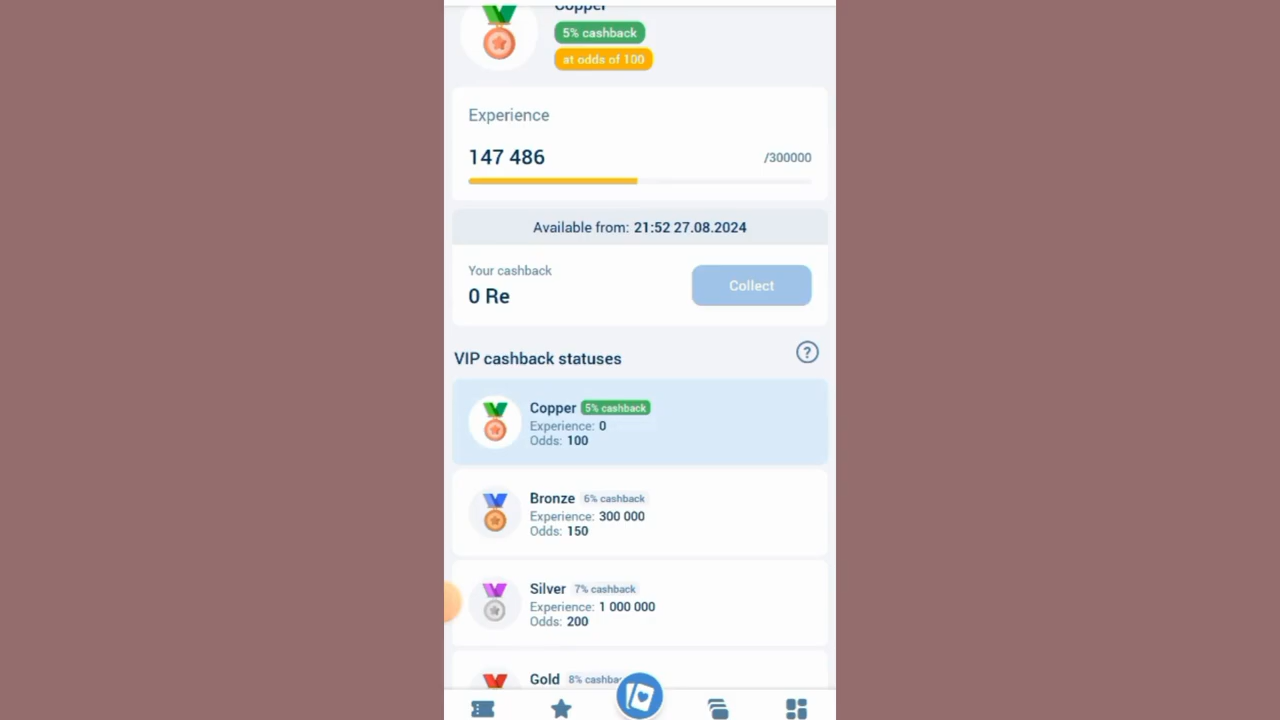 Copper
5% cashback
at odds of 100
Experience
147 486 /300000
Available from: 21:52 27.08.2024
Your cashback
0 Re
Collect
VIP cashback statuses ?
Copper 5% cashback
Experience: 0
Odds: 100
Bronze 6% cashback
Experience: 300 000
Odds: 150
Silver 7% cashback
Experience: 1 000 000
Odds: 200
Gold 8%